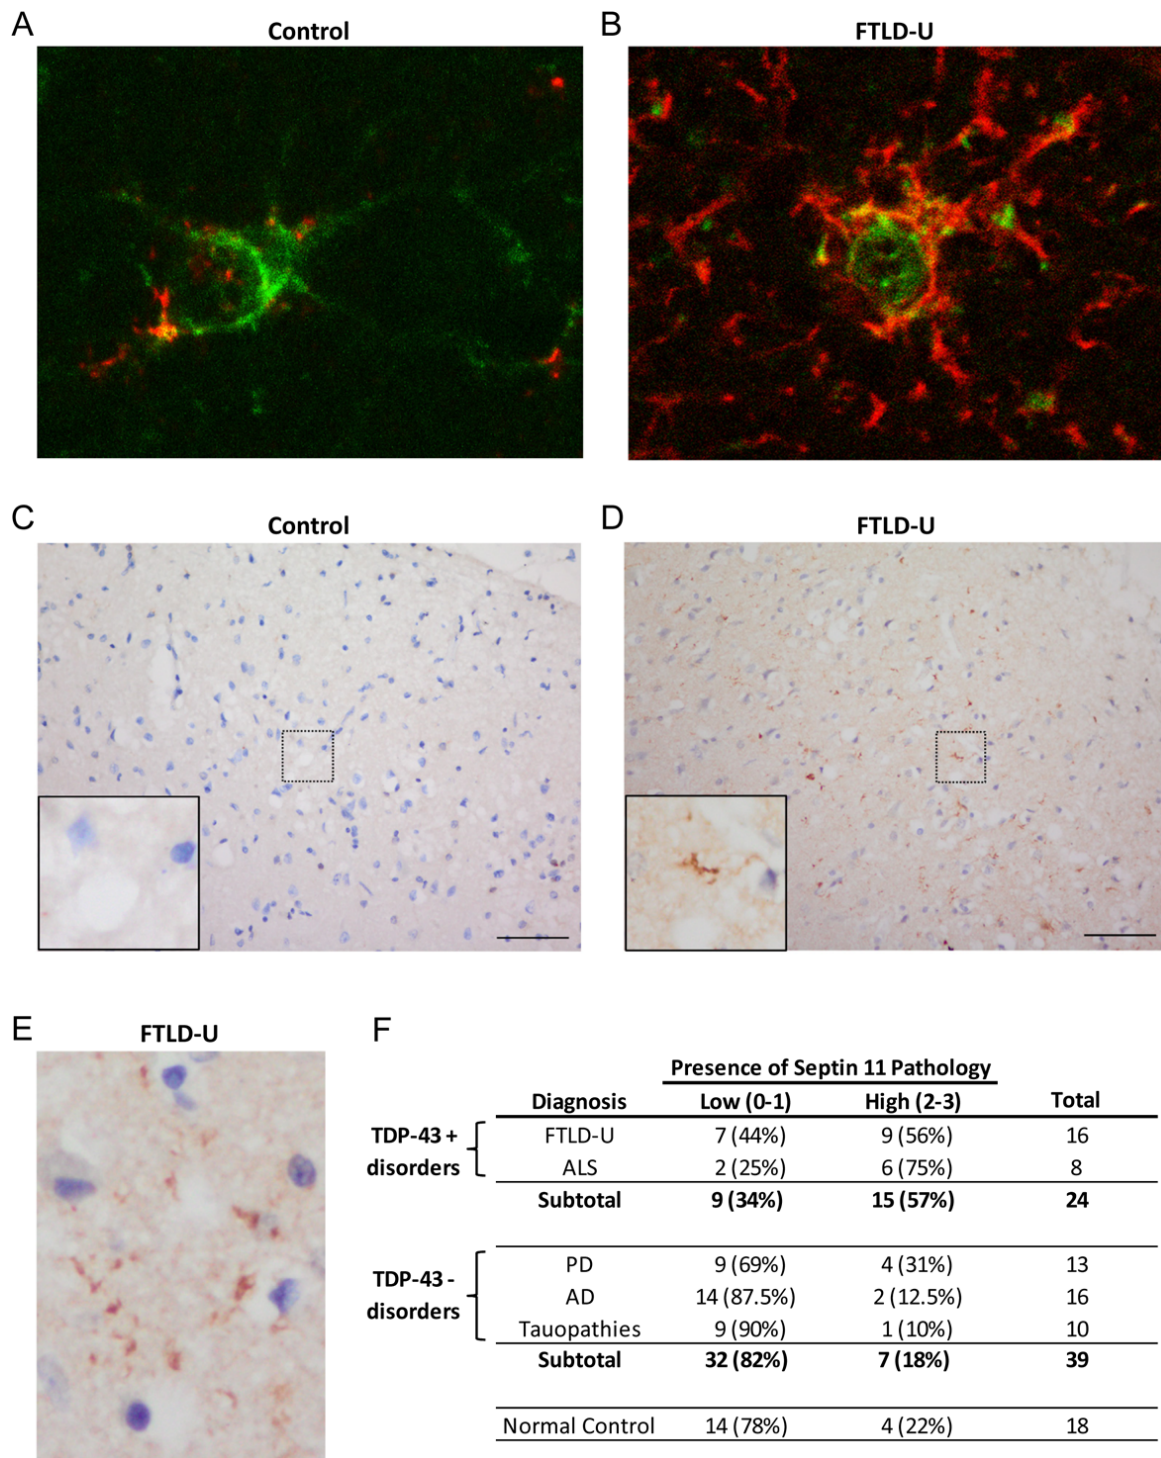 A
Control
B
FTLD-U
C
Control
D
FTLD-U
E
FTLD-U
F
Presence of Septin 11 Pathology
Diagnosis Low (0-1) High (2-3) Total
TDP-43 + disorders
FTLD-U 7 (44%) 9 (56%) 16
ALS 2 (25%) 6 (75%) 8
Subtotal 9 (34%) 15 (57%) 24
TDP-43 - disorders
PD 9 (69%) 4 (31%) 13
AD 14 (87.5%) 2 (12.5%) 16
Tauopathies 9 (90%) 1 (10%) 10
Subtotal 32 (82%) 7 (18%) 39
Normal Control 14 (78%) 4 (22%) 18